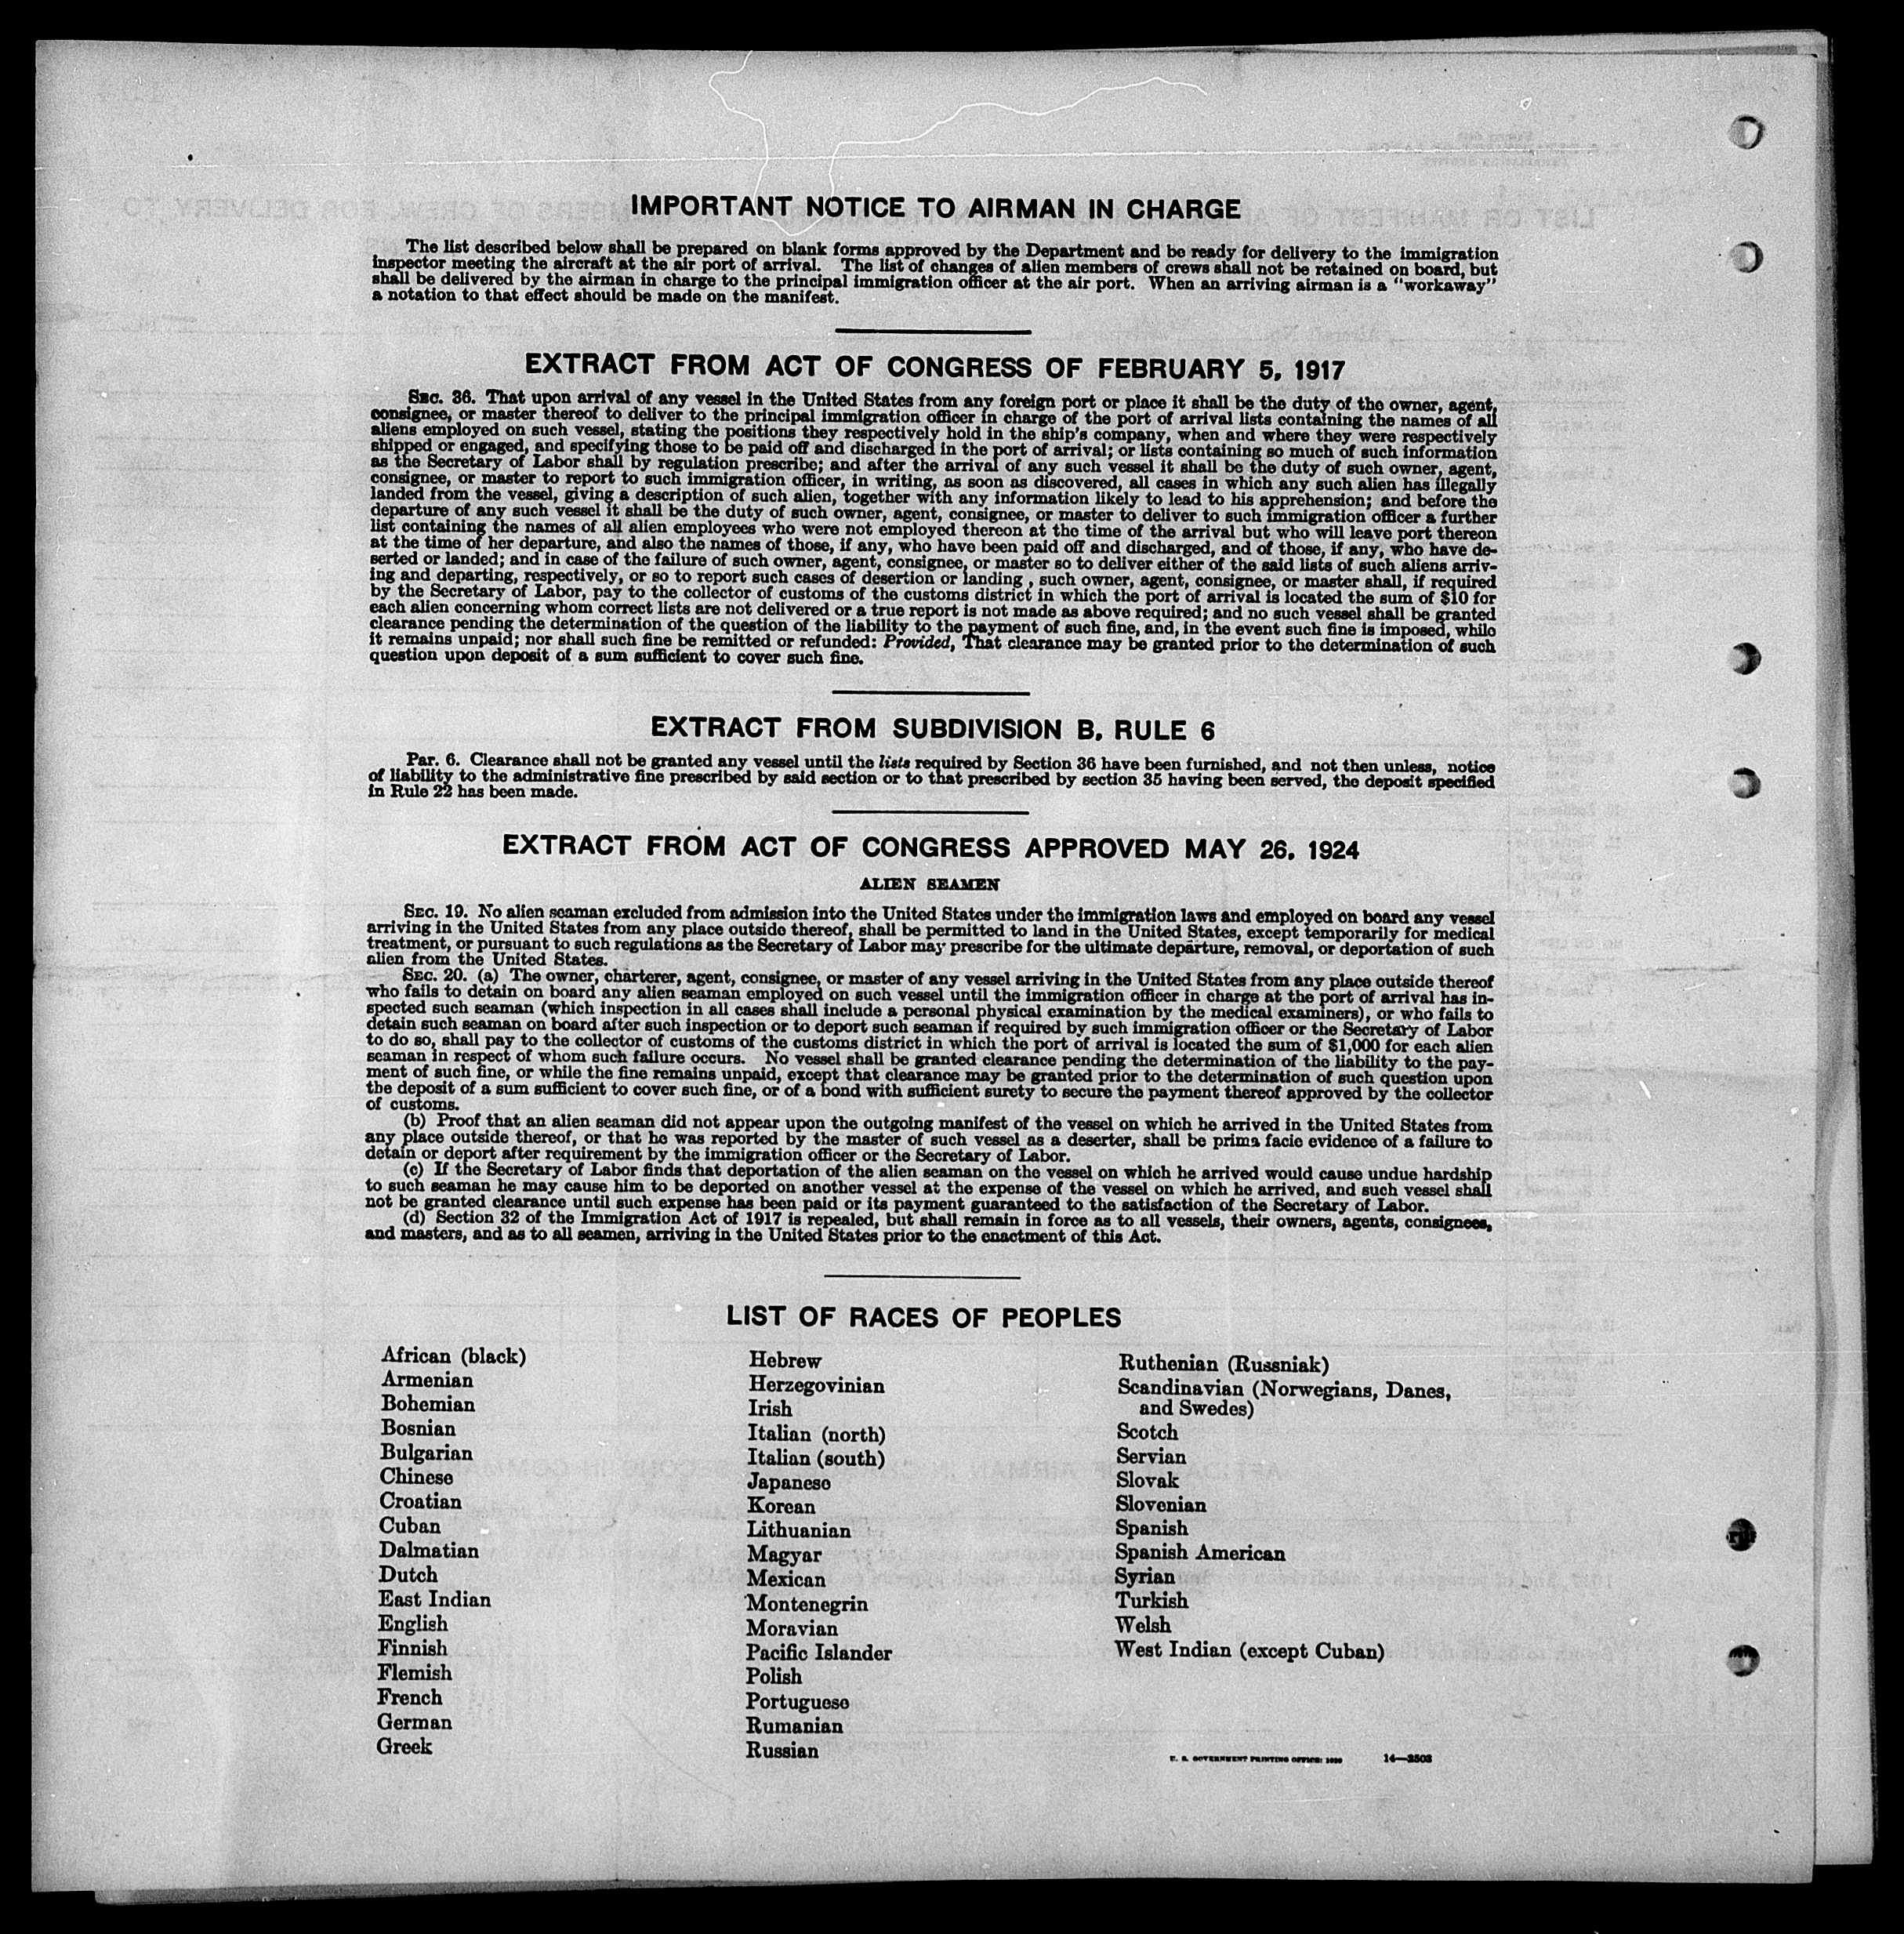 IMPORTANT NOTICE TO AIRMAN IN CHARGE
The list described below shall be prepared on blank forms approved by the Department and be ready for delivery to the immigration
inspector meeting the aircraft at the air port of arrival. The list of changes of alien members of crews shall not be retained on board, but
shall be delivered by the airman in charge to the principal immigration officer at the air port. When an arriving airman is a "workaway"
a notation to that effect should be made on the manifest.
EXTRACT FROM ACT OF CONGRESS OF FEBRUARY 5, 1917
SEC. 36. That upon arrival of any vessel in the United States from any foreign port or place it shall be the duty of the owner, agent,
consignee, or master thereof to deliver to the principal immigration officer in charge of the port of arrival lists containing the names of all
aliens employed on such vessel, stating the positions they respectively hold in the ship's company, when and where they were respectively
shipped or engaged, and specifying those to be paid off and discharged in the port of arrival; or lists containing so much of such information
as the Secretary of Labor shall by regulation prescribe; and after the arrival of any such vessel it shall be the duty of such owner, agent,
consignee, or master to report to such immigration officer, in writing, as soon as discovered, all cases in which any such alien has illegally
landed from the vessel, giving a description of such alien, together with any information likely to lead to his apprehension; and before the
departure of any such vessel it shall be the duty of such owner, agent, consignee, or master to deliver to such immigration officer a further
list containing the names of all alien employees who were not employed thereon at the time of the arrival but who will leave port thereon
at the time of her departure, and also the names of those, if any, who have been paid off and discharged, and of those, if any, who have de-
serted or landed; and in case of the failure of such owner, agent, consignee, or master so to deliver either of the said lists of such aliens arriv-
ing and departing, respectively, or so to report such cases of desertion or landing , such owner, agent, consignee, or master shall, if required
by the Secretary of Labor, pay to the collector of customs of the customs district in which the port of arrival is located the sum of $10 for
each alien concerning whom correct lists are not delivered or a true report is not made as above required; and no such vessel shall be granted
clearance pending the determination of the question of the liability to the payment of such fine, and, in the event such fine is imposed, while
it remains unpaid; nor shall such fine be remitted or refunded: Provided, That clearance may be granted prior to the determination of such
question upon deposit of a sum sufficient to cover such fine.
EXTRACT FROM SUBDIVISION B, RULE 6
Par. 6. Clearance shall not be granted any vessel until the lists required by Section 36 have been furnished, and not then unless, notice
of liability to the administrative fine prescribed by said section or to that prescribed by section 35 having been served, the deposit specified
in Rule 22 has been made.
EXTRACT FROM ACT OF CONGRESS APPROVED MAY 26, 1924
ALIEN SEAMEN
SEC. 19. No alien seaman excluded from admission into the United States under the immigration laws and employed on board any vessel
arriving in the United States from any place outside thereof, shall be permitted to land in the United States, except temporarily for medical
treatment, or pursuant to such regulations as the Secretary of Labor may prescribe for the ultimate departure, removal, or deportation of such
alien from the United States.
SEC. 20. (a) The owner, charterer, agent, consignee, or master of any vessel arriving in the United States from any place outside thereof
who fails to detain on board any alien seaman employed on such vessel until the immigration officer in charge at the port of arrival has in-
spected such seaman (which inspection in all cases shall include a personal physical examination by the medical examiners), or who fails to
detain such seaman on board after such inspection or to deport such seaman if required by such immigration officer or the Secretary of Labor
to do so, shall pay to the collector of customs of the customs district in which the port of arrival is located the sum of $1,000 for each alien
seaman in respect of whom such failure occurs. No vessel shall be granted clearance pending the determination of the liability to the pay-
ment of such fine, or while the fine remains unpaid, except that clearance may be granted prior to the determination of such question upon
the deposit of a sum sufficient to cover such fine, or of a bond with sufficient surety to secure the payment thereof approved by the collector
of customs.
(b) Proof that an alien seaman did not appear upon the outgoing manifest of the vessel on which he arrived in the United States from
any place outside thereof, or that he was reported by the master of such vessel as a deserter, shall be prima facie evidence of a failure to
detain or deport after requirement by the immigration officer or the Secretary of Labor.
(c) If the Secretary of Labor finds that deportation of the alien seaman on the vessel on which he arrived would cause undue hardship
to such seaman he may cause him to be deported on another vessel at the expense of the vessel on which he arrived, and such vessel shall
not be granted clearance until such expense has been paid or its payment guaranteed to the satisfaction of the Secretary of Labor.
(d) Section 32 of the Immigration Act of 1917 is repealed, but shall remain in force as to all vessels, their owners, agents, consignees,
and masters, and as to all seamen, arriving in the United States prior to the enactment of this Act.
LIST OF RACES OF PEOPLES
African (black)
Armenian
Bohemian
Bosnian
Bulgarian
Chinese
Croatian
Cuban
Dalmatian
Dutch
East Indian
English
Finnish
Flemish
French
German
Greek
Hebrew
Herzegovinian
Irish
Italian (north)
Italian (south)
Japanese
Korean
Lithuanian
Magyar
Mexican
Montenegrin
Moravian
Pacific Islander
Polish
Portuguese
Rumanian
Russian
Ruthenian (Russniak)
Scandinavian (Norwegians, Danes,
and Swedes)
Scotch
Servian
Slovak
Slovenian
Spanish
Spanish American
Syrian
Turkish
Welsh
West Indian (except Cuban)
U. S. GOVERNMENT PRINTING OFFICE: 14—3503